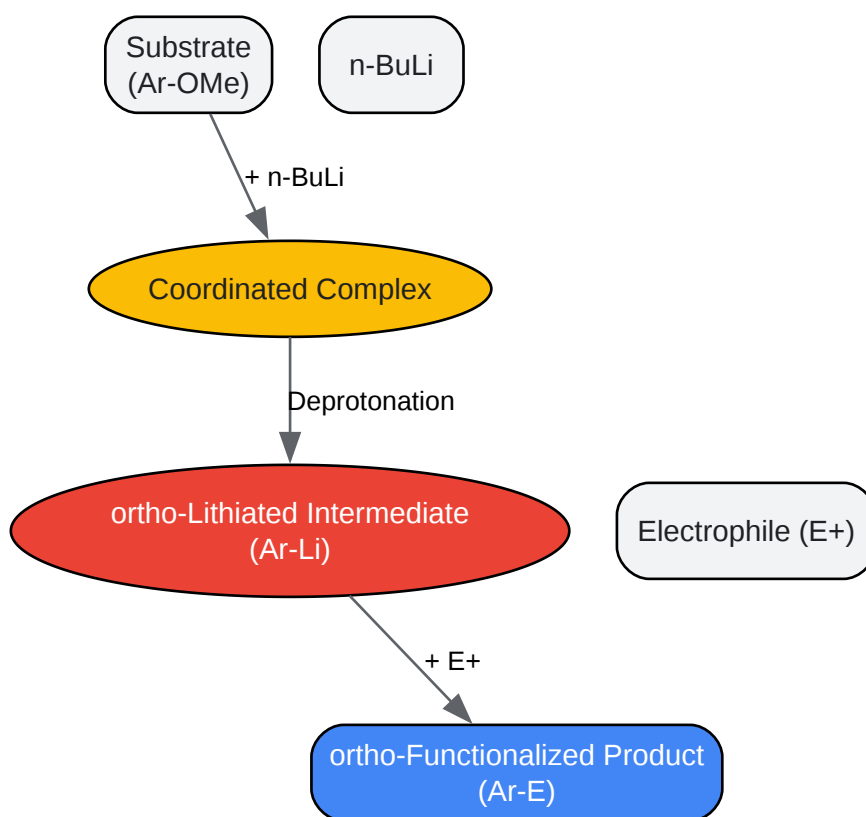 Substrate
(Ar-OMe)
n-BuLi
+ n-BuLi
Coordinated Complex
Deprotonation
ortho-Lithiated Intermediate
(Ar-Li)
Electrophile (E+)
+ E+
ortho-Functionalized Product
(Ar-E)